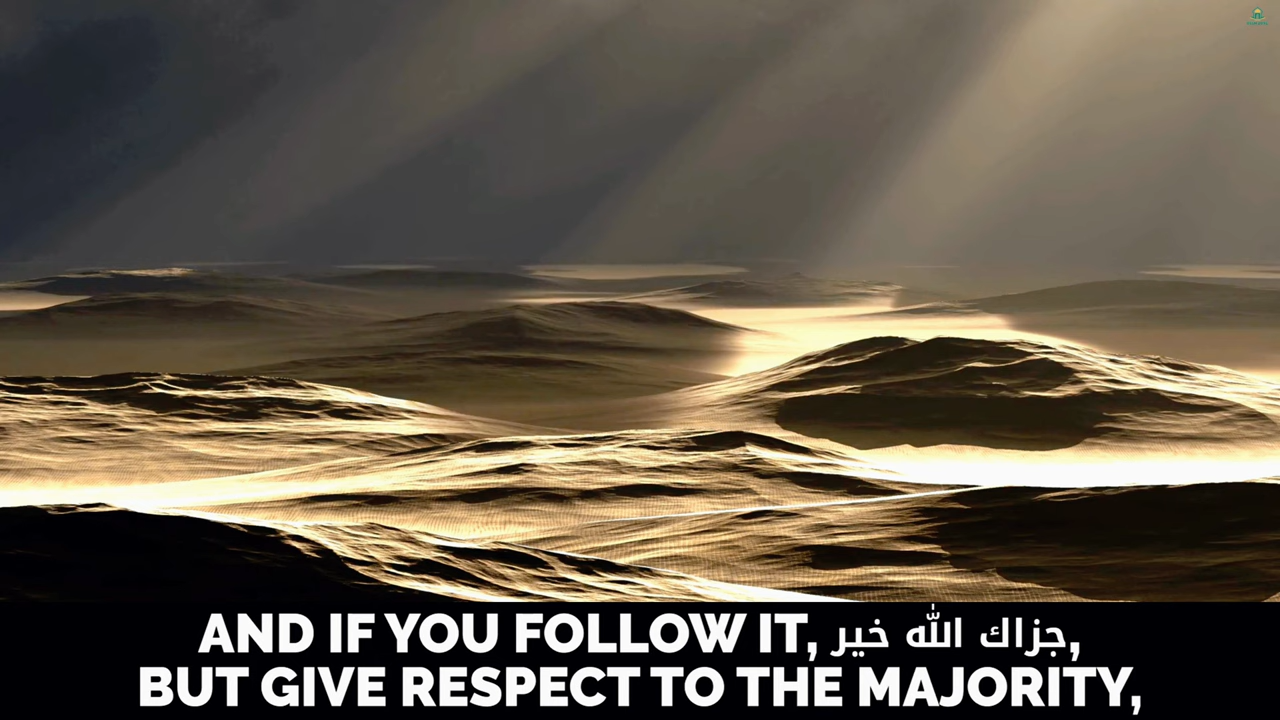 AND IF YOU FOLLOW IT, جزاك الله خير,
BUT GIVE RESPECT TO THE MAJORITY,